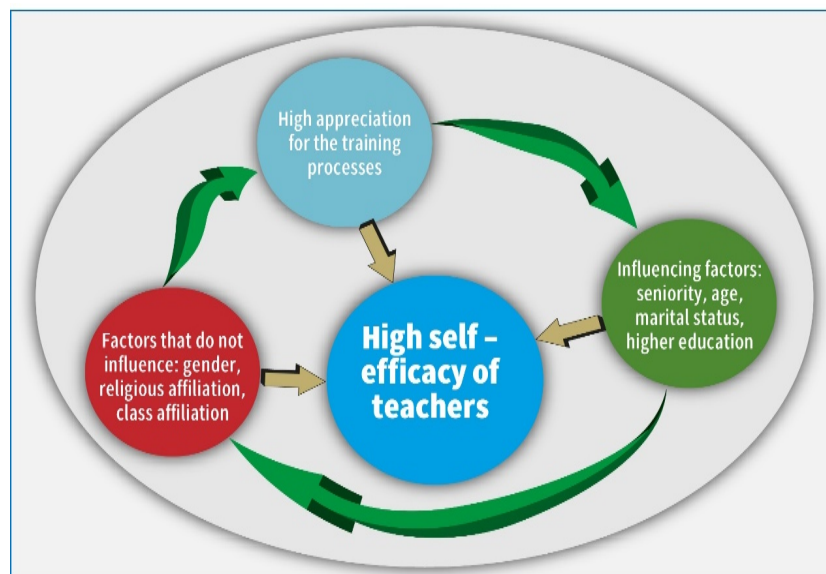 High appreciation
for the training
processes
Influencing factors:
seniority, age,
marital status,
higher education
Factors that do not
influence: gender,
religious affiliation,
class affiliation
High self –
efficacy of
teachers